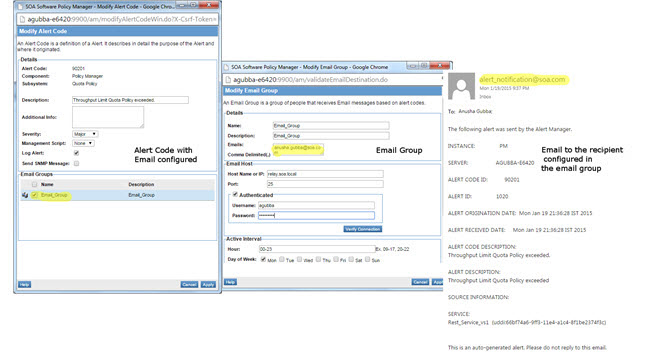 SOA Software Policy Manager - Modify Alert Code - Google Chrome
agubba-e6420:9900/am/modifyAlertCodeWin.do?X-Csrf-Token=
Modify Alert Code
An Alert Code is a definition of a Alert. It describes in detail the purpose of the Alert and where it originated.
Details
Alert Code: 90201
Component: Policy Manager
Subsystem: Quota Policy
Description: Throughput Limit Quota Policy exceeded.
Additional Info:
Severity: Major
Management Script: None
Log Alert:
Send SNMP Message:
Alert Code with
Email configured
Email Groups
Name Description
Email_Group Email_Group
Help Cancel Apply
SOA Software Policy Manager - Modify Email Group - Google Chrome
agubba-e6420:9900/am/validateEmailDestination.do
Modify Email Group
An Email Group is a group of people that receives Email messages based on alert codes.
Details
Name: Email_Group
Description: Email_Group
Emails: anusha.gubba@soa.co
Comma Delimited(,)
Email Group
Email Host
Host Name or IP: relay.soa.local
Port: 25
Authenticated
Username: agubba
Password:
Verify Connection
Active Interval
Hour: 00-23 Ex. 09-17, 20-22
Day of Week: Mon Tue Wed Thu Fri Sat Sun
Help Cancel Apply
alert_notification@soa.com
Mon 1/19/2015 9:07 PM
Inbox
To: Anusha Gubba;
Email to the recipient
configured in
the email group
The following alert was sent by the Alert Manager.
INSTANCE: PM
SERVER: AGUBBA-E6420
ALERT CODE ID: 90201
ALERT ID: 1020
ALERT ORIGINATION DATE: Mon Jan 19 21:36:28 IST 2015
ALERT RECEIVED DATE: Mon Jan 19 21:36:28 IST 2015
ALERT CODE DESCRIPTION:
Throughput Limit Quota Policy exceeded.
ALERT DESCRIPTION:
Throughput Limit Quota Policy exceeded
SOURCE INFORMATION:
SERVICE:
Rest_Service_vs1 (uddi:66bf74a6-9ff3-11e4-a1c4-8f1be2374f3c)
This is an auto-generated alert. Please do not reply to this email.